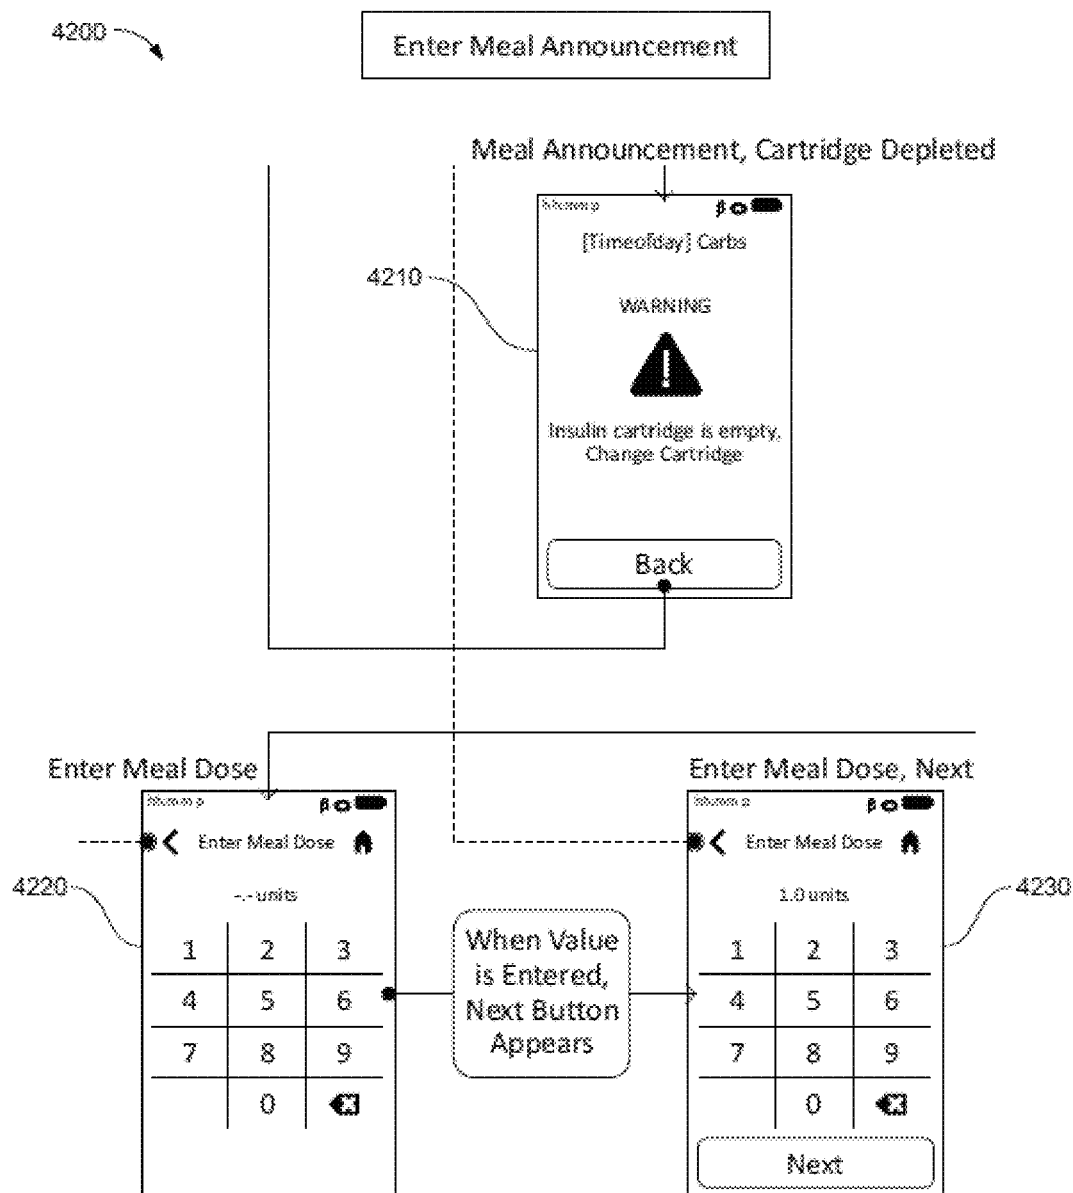 4200
Enter Meal Announcement
Meal Announcement, Cartridge Depleted
β
[Timeofday] Carbs
4210
WARNING
!
Insulin cartridge is empty,
Change Cartridge
Back
Enter Meal Dose
Enter Meal Dose, Next
β
β
< Enter Meal Dose
< Enter Meal Dose
4220
-.- units
1.0 units
4230
1 2 3
4 5 6
7 8 9
0
When Value
is Entered,
Next Button
Appears
1 2 3
4 5 6
7 8 9
0
Next